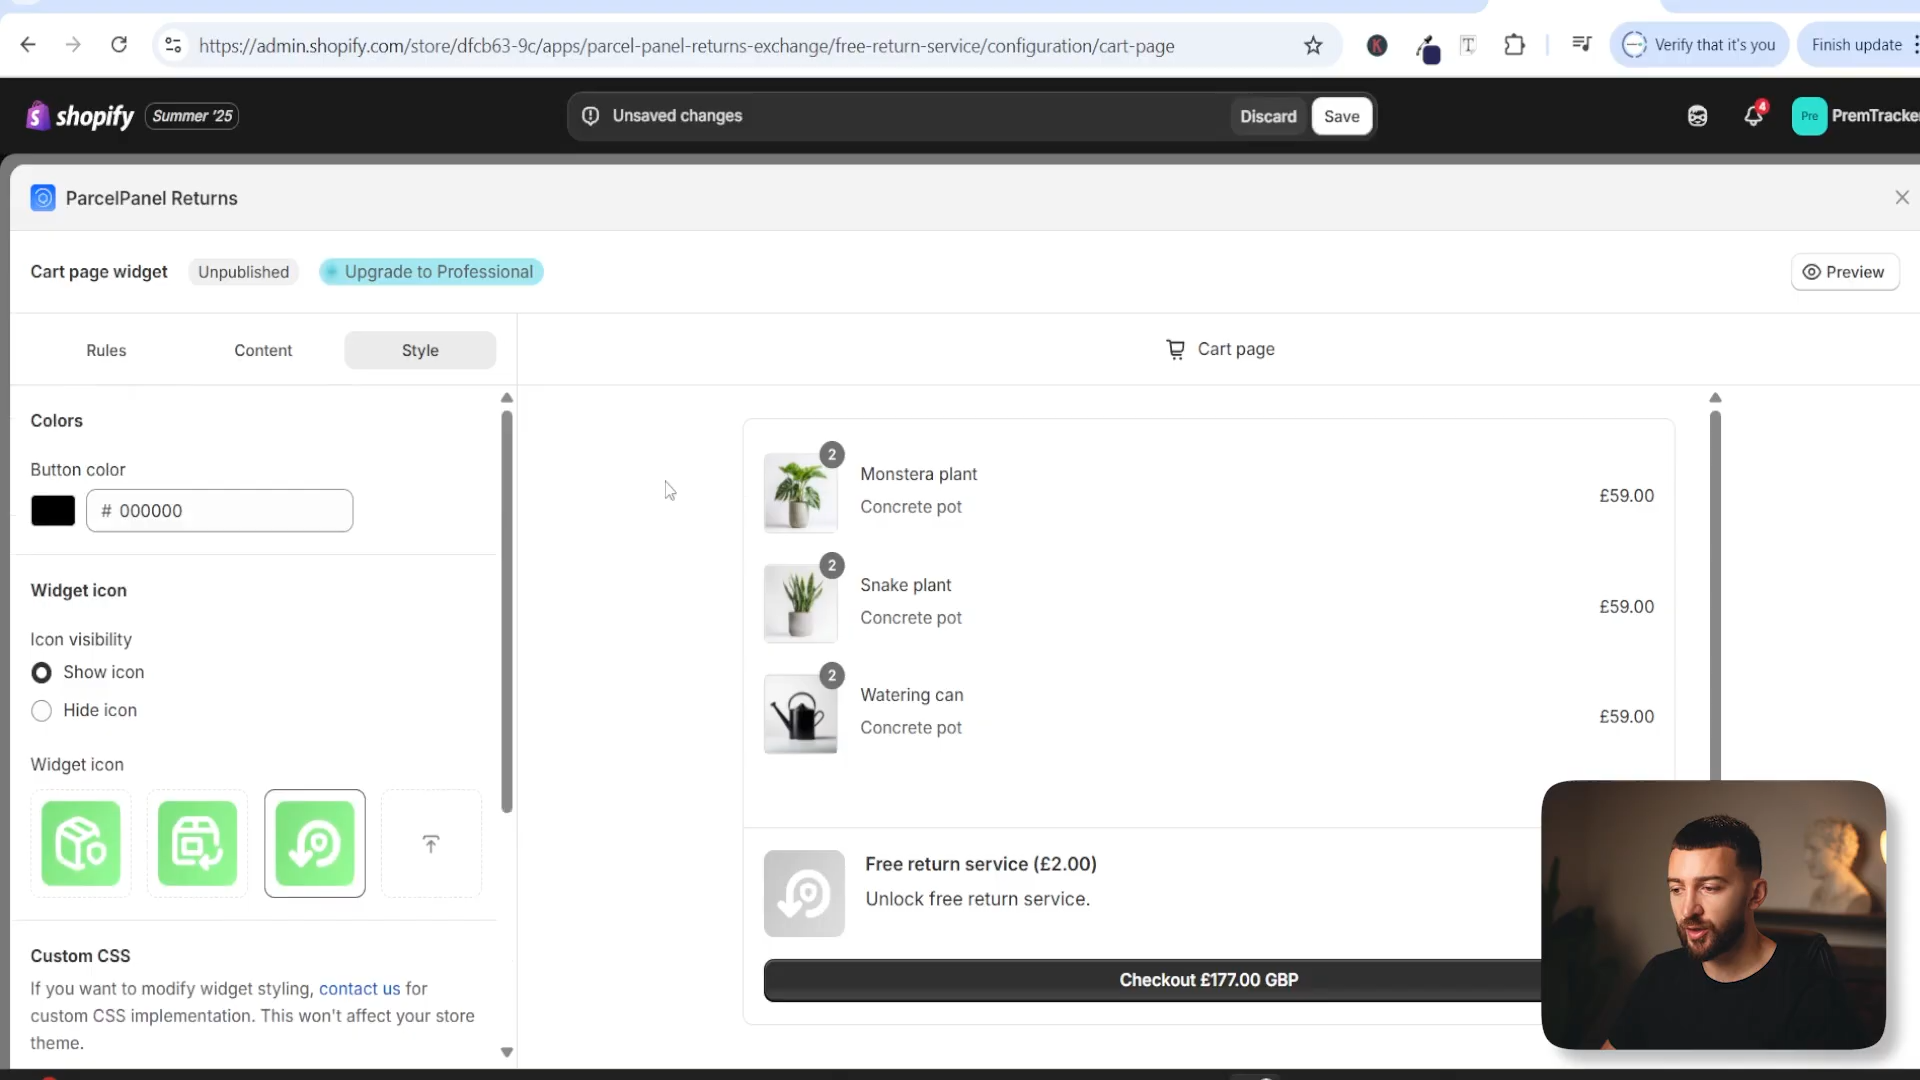 https://admin.shopify.com/store/dfcb63-9c/apps/parcel-panel-returns-exchange/free-return-service/configuration/cart-page
K
T
Verify that it's you
Finish update
shopify
Summer '25
Unsaved changes
Discard
Save
4
Pre
PremTracke
ParcelPanel Returns
Cart page widget
Unpublished
Upgrade to Professional
Preview
Rules
Content
Style
Cart page
Colors
Button color
# 000000
Widget icon
Icon visibility
Show icon
Hide icon
Widget icon
Custom CSS
If you want to modify widget styling, contact us for
custom CSS implementation. This won't affect your store
theme.
2
Monstera plant
Concrete pot
£59.00
2
Snake plant
Concrete pot
£59.00
2
Watering can
Concrete pot
£59.00
Free return service (£2.00)
Unlock free return service.
Checkout £177.00 GBP